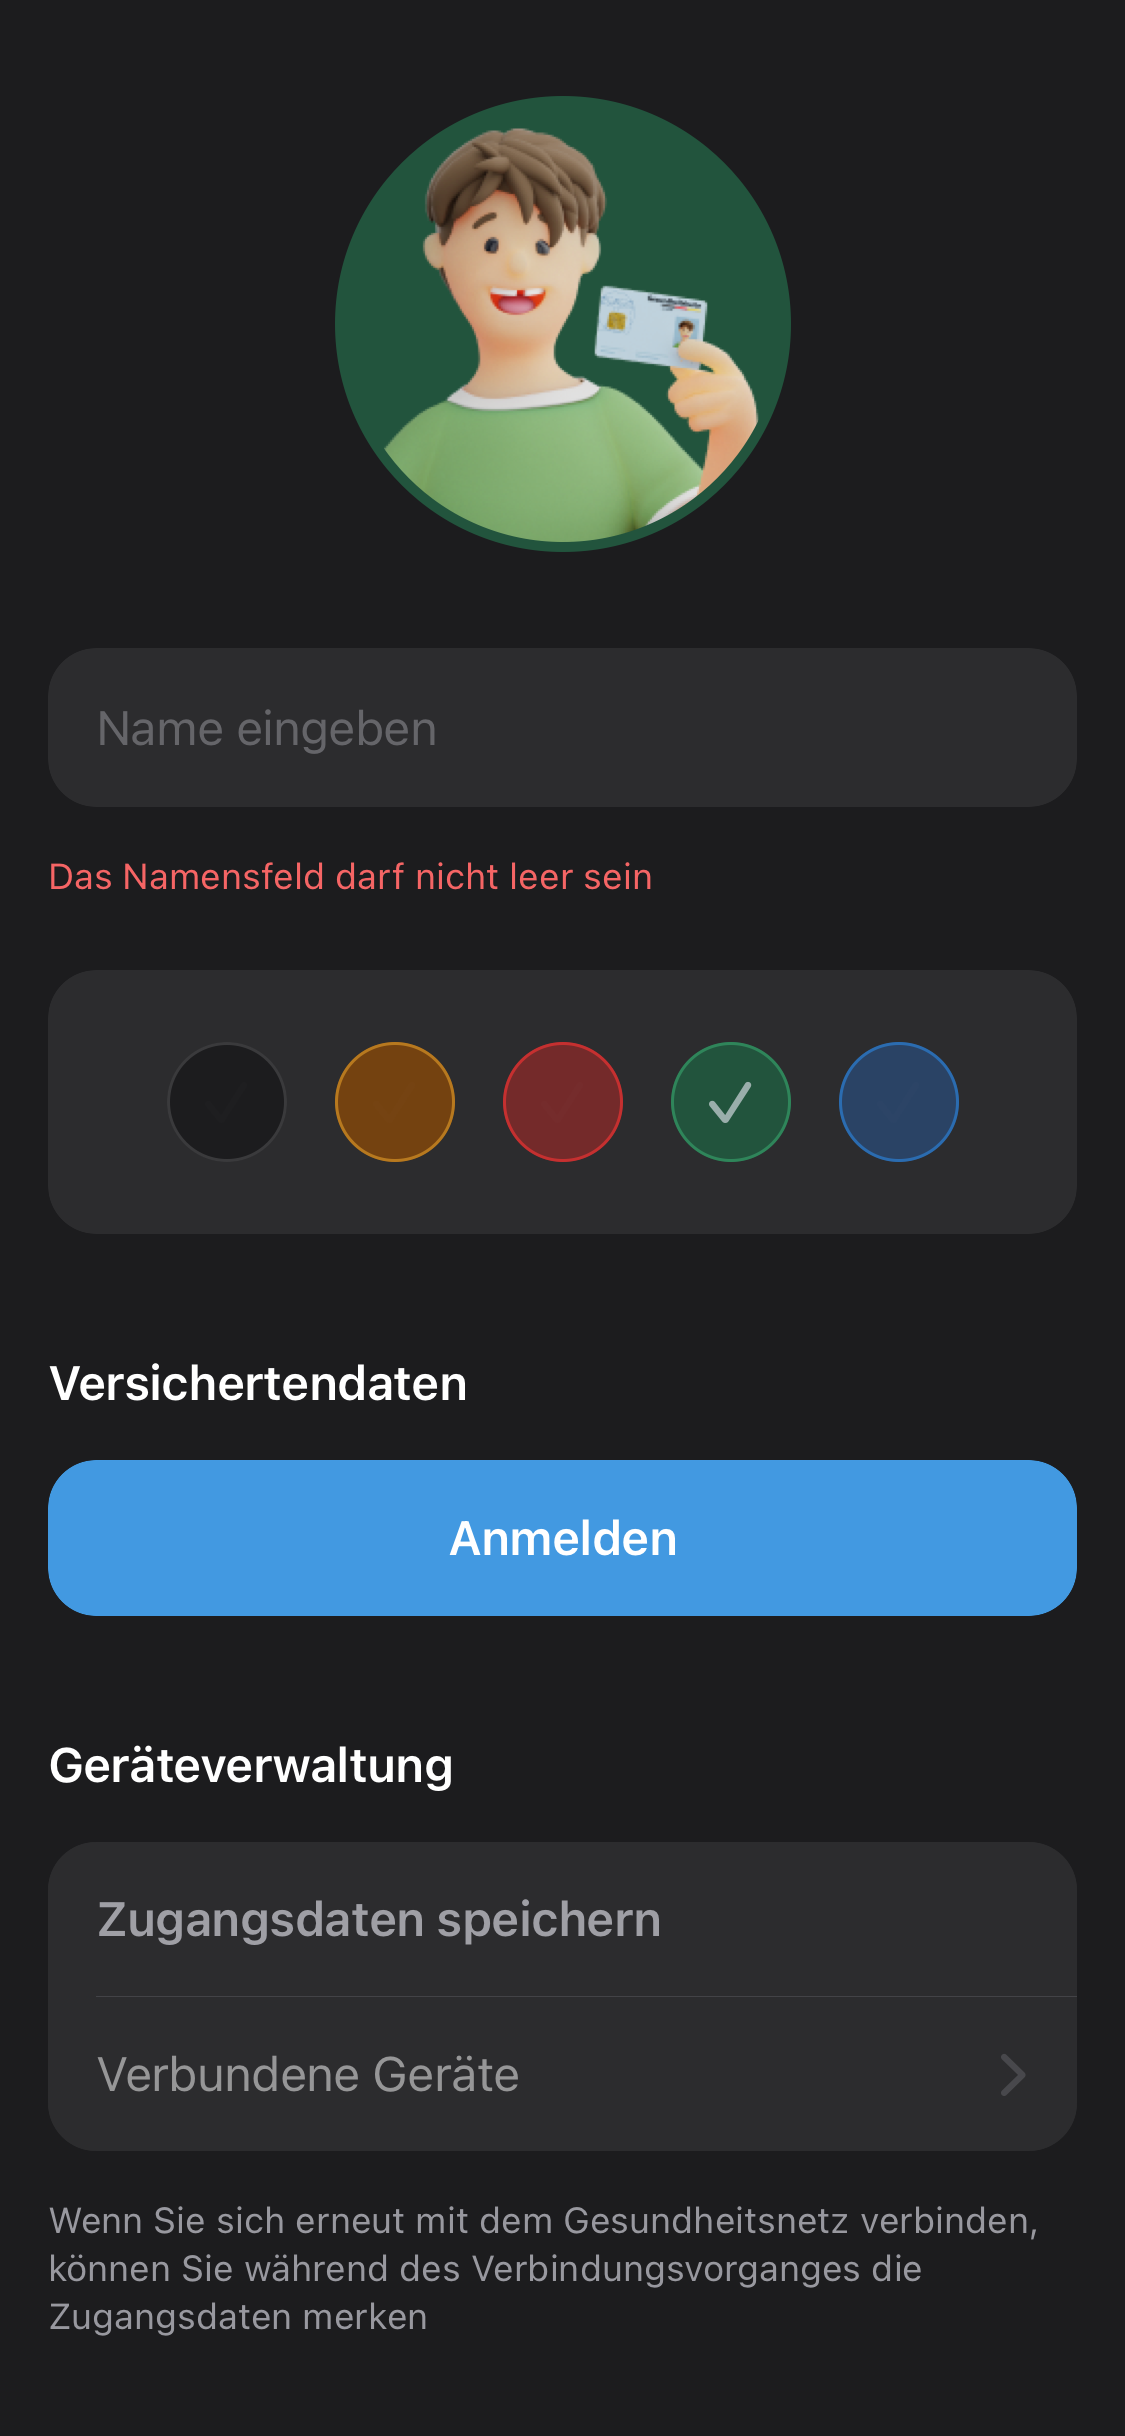 Name eingeben
Das Namensfeld darf nicht leer sein
Versichertendaten
Anmelden
Geräteverwaltung
Zugangsdaten speichern
Verbundene Geräte
Wenn Sie sich erneut mit dem Gesundheitsnetz verbinden,
können Sie während des Verbindungsvorganges die
Zugangsdaten merken